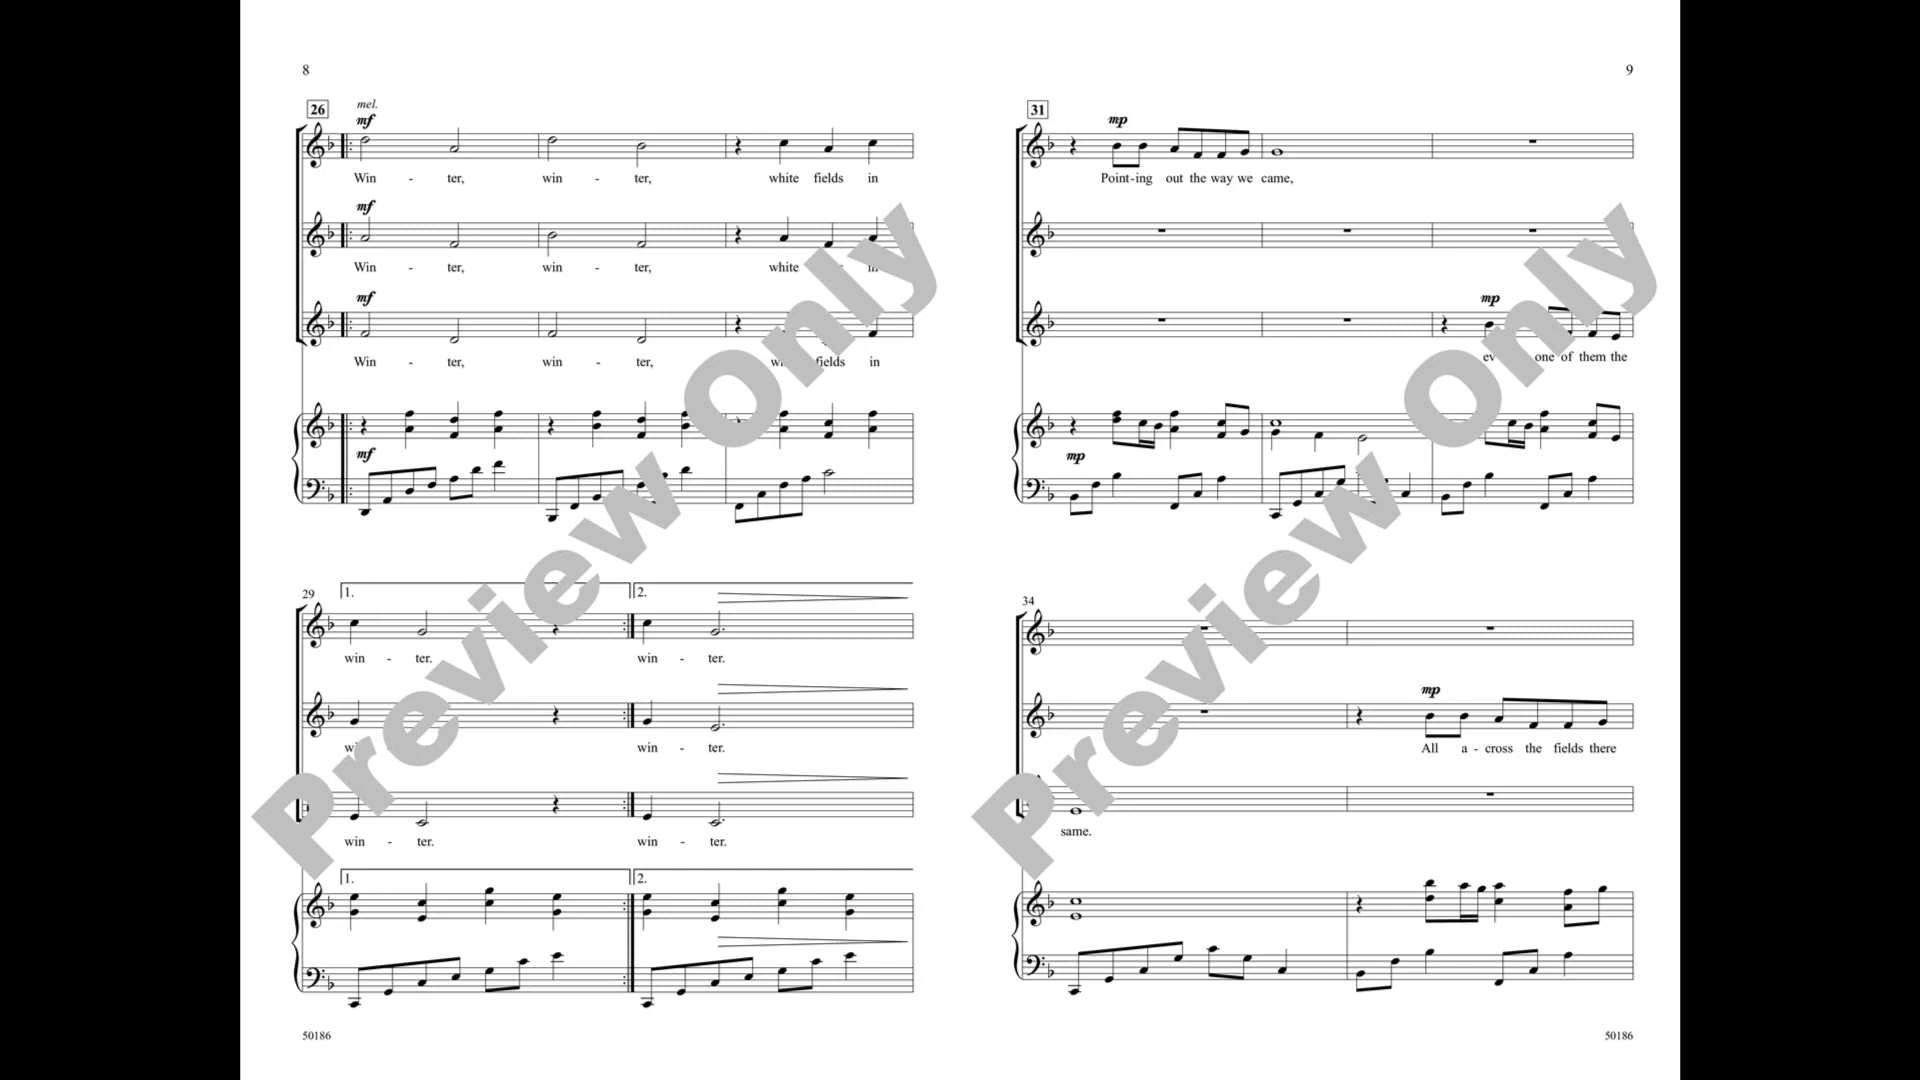 8
26
mel.
mf
Win - ter, win - ter, white fields in
mf
Win - ter, win - ter, white in
mf
Win - ter, win - ter, fields in
mf
29
1. 2.
win - ter. win - ter.
win - ter.
win - ter. win - ter.
1. 2.
50186
9
31
mp
Point-ing out the way we came,
mp
one of them the
mp
34
mp
All a - cross the fields there
same.
50186
Preview Only
Preview Only